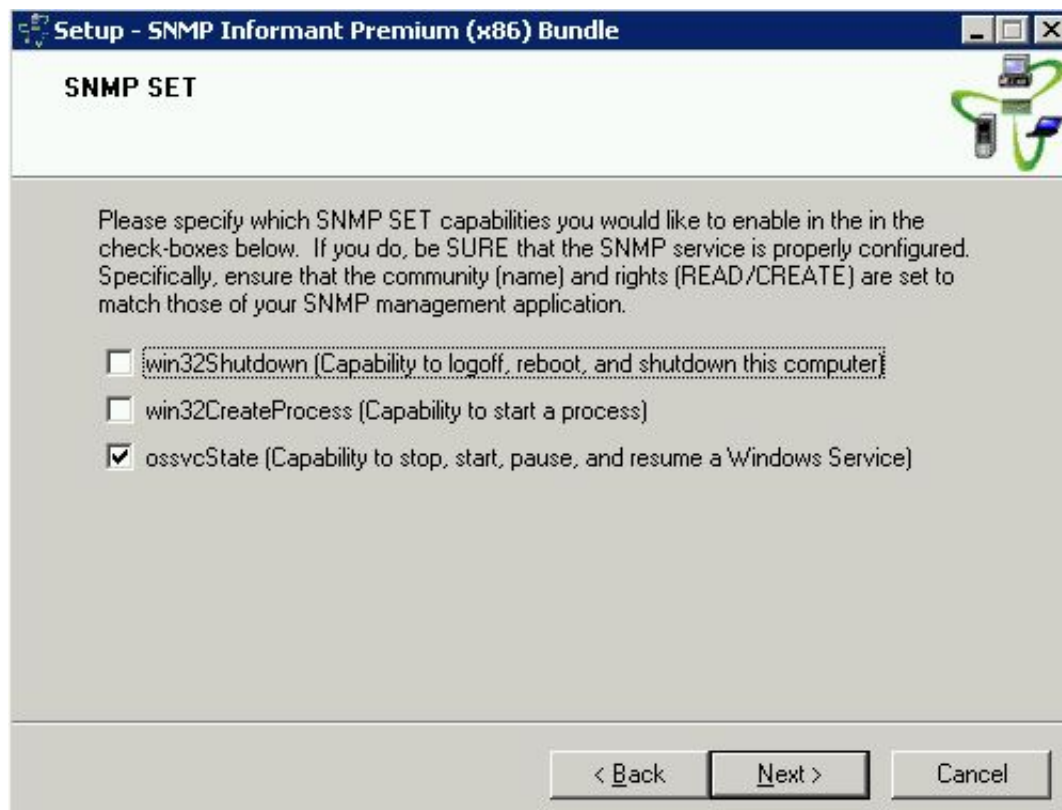 Setup - SNMP Informant Premium (x86) Bundle
SNMP SET
Please specify which SNMP SET capabilities you would like to enable in the in the
check-boxes below.  If you do, be SURE that the SNMP service is properly configured.
Specifically, ensure that the community (name) and rights (READ/CREATE) are set to
match those of your SNMP management application.
win32Shutdown (Capability to logoff, reboot, and shutdown this computer)
win32CreateProcess (Capability to start a process)
ossvcState (Capability to stop, start, pause, and resume a Windows Service)
< Back
Next >
Cancel